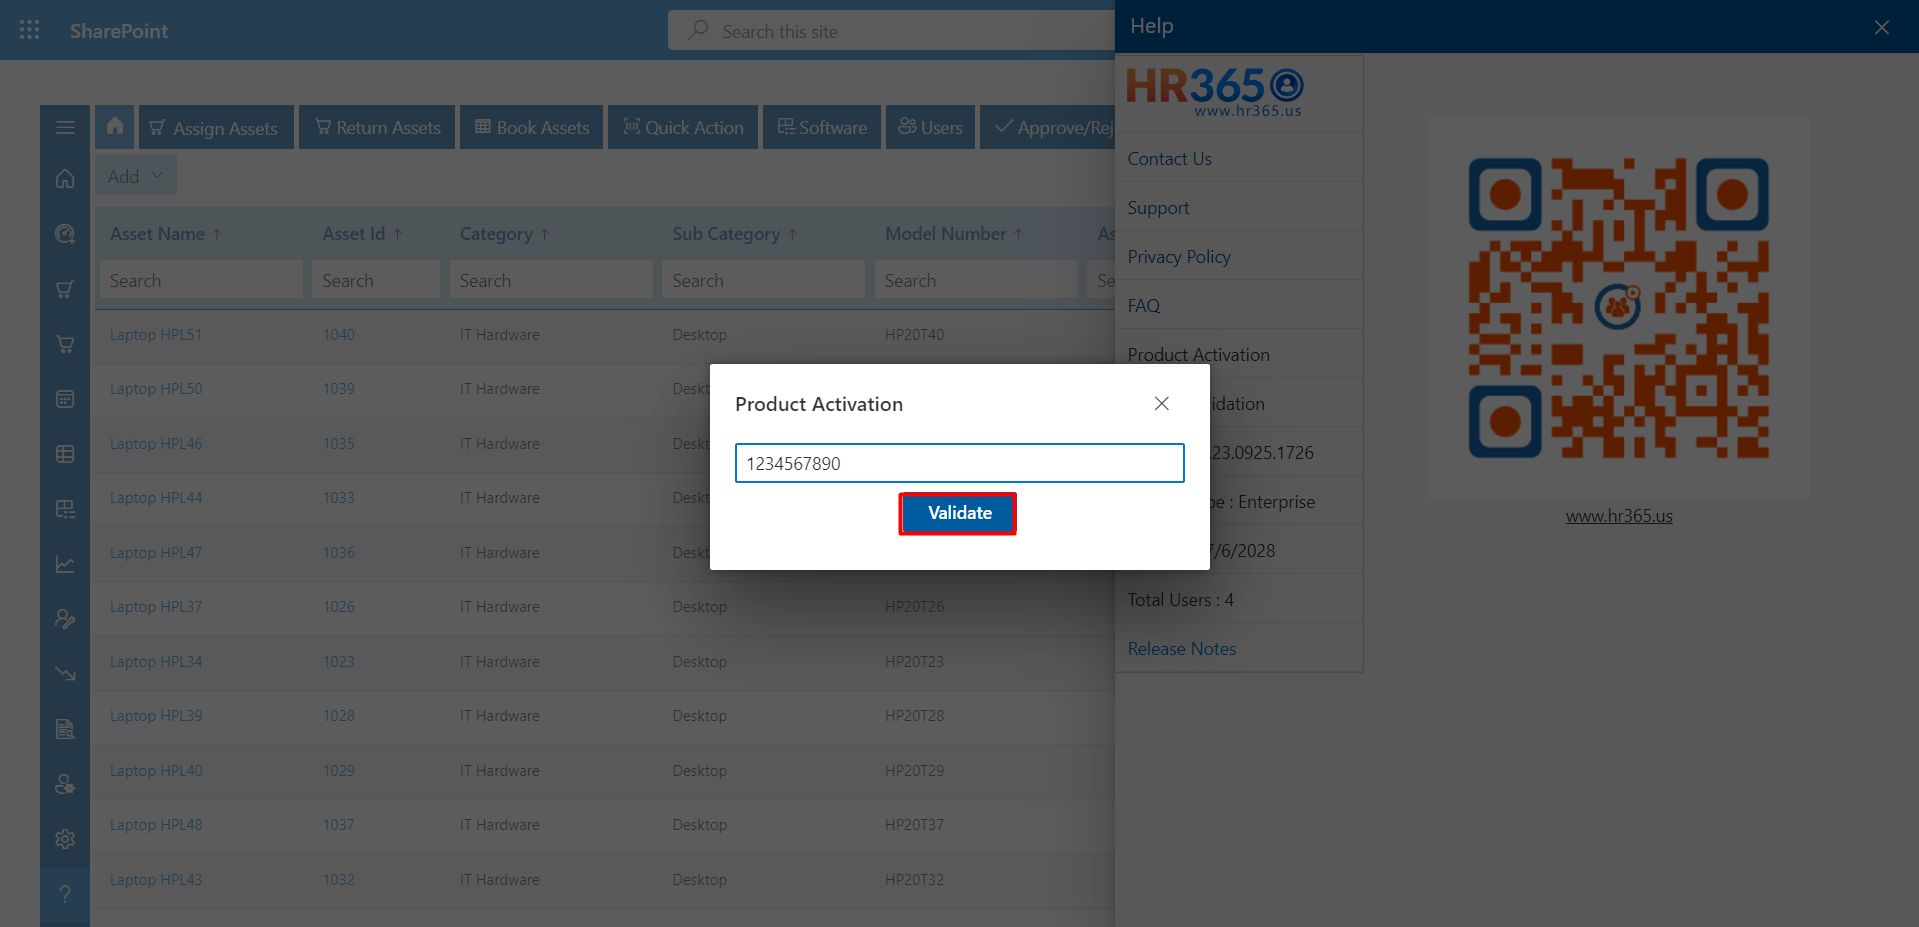 SharePoint
Search this site
Help
HR365
www.hr365.us
Assign Assets
Return Assets
Book Assets
Quick Action
Software
Users
Approve/Rej
Add
Asset Name ↑ Asset Id ↑ Category ↑ Sub Category ↑ Model Number ↑ As
Search Search Search Search Search Se
Laptop HPL51 1040 IT Hardware Desktop HP20T40
Laptop HPL50 1039 IT Hardware Deskt
Laptop HPL46 1035 IT Hardware Deskt
Laptop HPL44 1033 IT Hardware Deskt
Laptop HPL47 1036 IT Hardware Deskt
Laptop HPL37 1026 IT Hardware Desktop HP20T26
Laptop HPL34 1023 IT Hardware Desktop HP20T23
Laptop HPL39 1028 IT Hardware Desktop HP20T28
Laptop HPL40 1029 IT Hardware Desktop HP20T29
Laptop HPL48 1037 IT Hardware Desktop HP20T37
Laptop HPL43 1032 IT Hardware Desktop HP20T32
Product Activation
1234567890
Validate
Contact Us
Support
Privacy Policy
FAQ
Product Activation
idation
.23.0925.1726
pe : Enterprise
7/6/2028
Total Users : 4
Release Notes
www.hr365.us